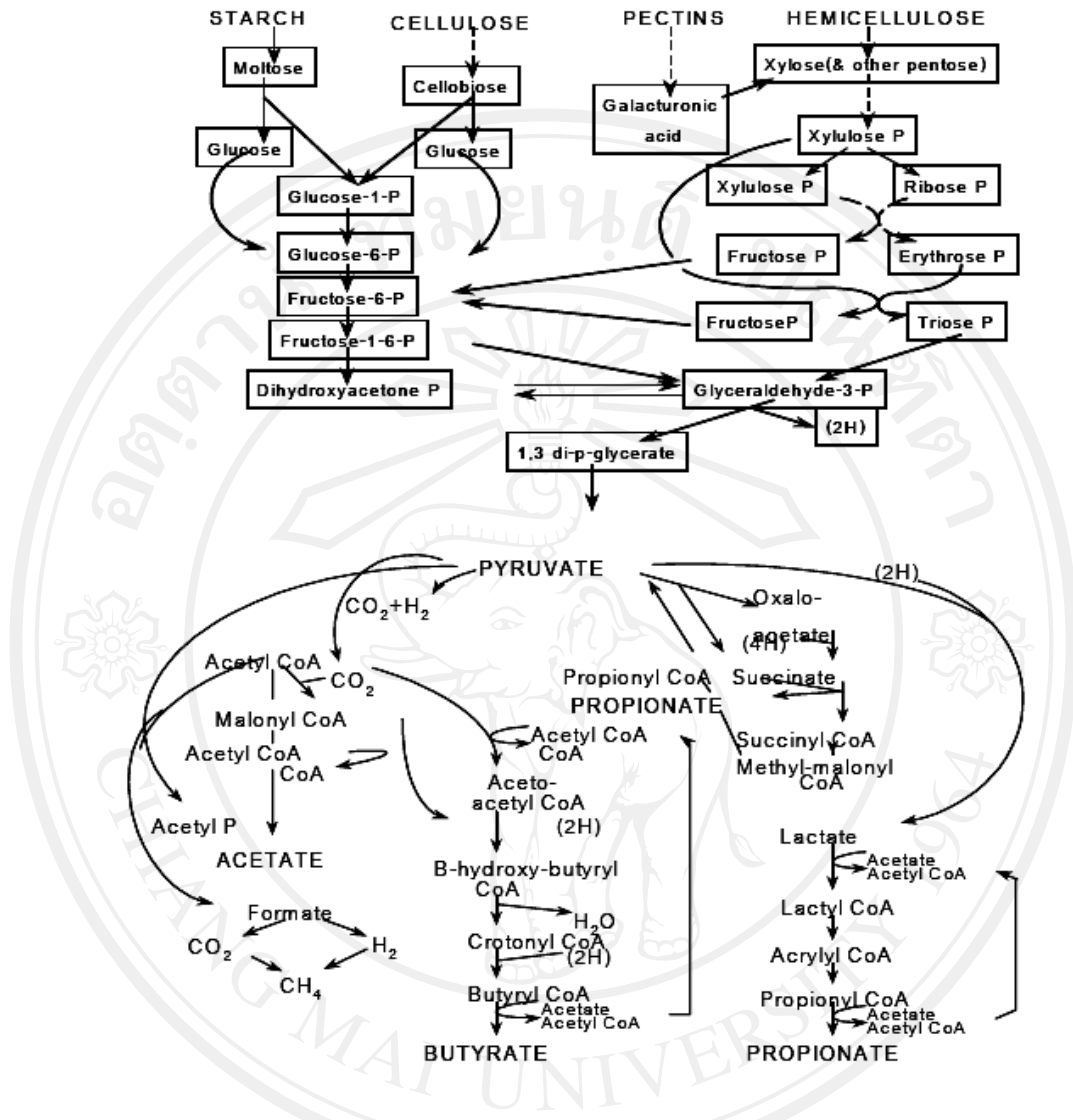 STARCH
CELLULOSE
PECTINS
HEMICELLULOSE
Moltose
Cellobiose
Xylose(& other pentose)
Galacturonic
acid
Glucose
Glucose
Xylulose P
Glucose-1-P
Xylulose P
Ribose P
Glucose-6-P
Fructose P
Erythrose P
Fructose-6-P
FructoseP
Triose P
Fructose-1-6-P
Dihydroxyacetone P
Glyceraldehyde-3-P
(2H)
1,3 di-p-glycerate
PYRUVATE
(2H)
CO2+H2
Oxalo-
acetate
(4H)
Acetyl CoA
CO2
Propionyl CoA
Succinate
PROPIONATE
Malonyl CoA
Acetyl CoA
CoA
Succinyl CoA
Acetyl CoA
CoA
Methyl-malonyl
CoA
Aceto-
acetyl CoA
(2H)
Acetyl P
ACETATE
Lactate
Acetate
Acetyl CoA
B-hydroxy-butyryl
CoA
Lactyl CoA
Formate
H2O
CO2
H2
Crotonyl CoA
(2H)
Acrylyl CoA
CH4
Butyryl CoA
Acetate
Acetyl CoA
Propionyl CoA
Acetate
Acetyl CoA
BUTYRATE
PROPIONATE
CHIANG MAI UNIVERSITY 1964